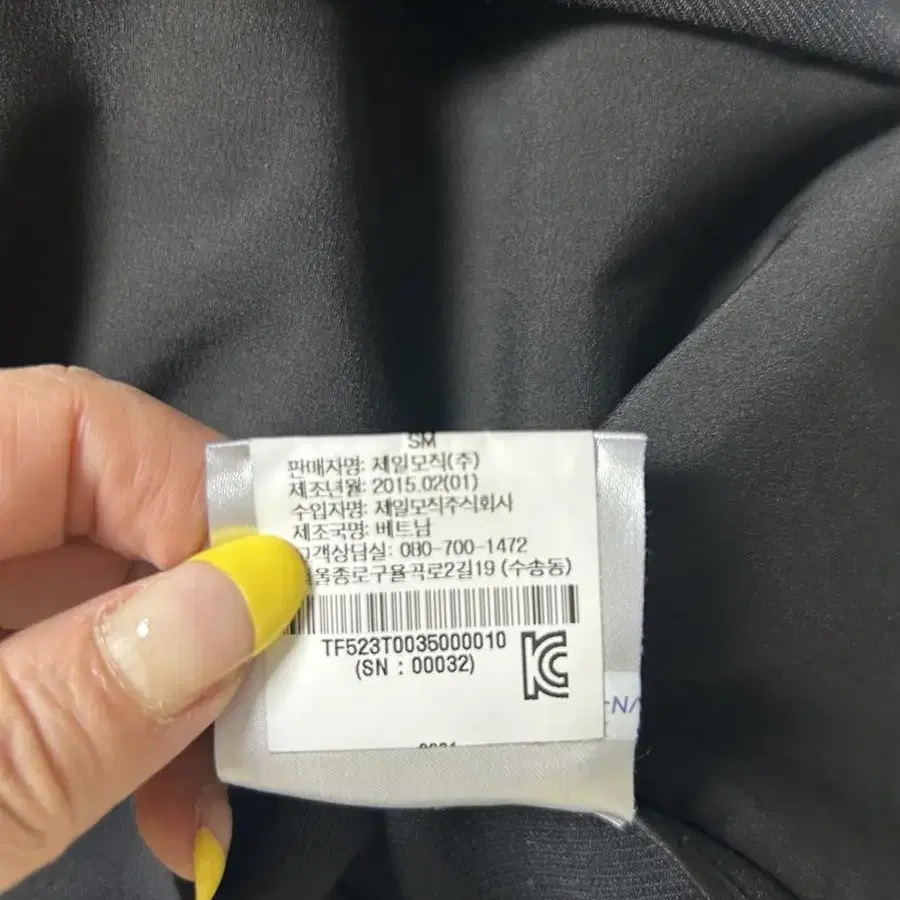 SM
판매자명: 제일모직(주)
제조년월: 2015.02(01)
수입자명: 제일모직주식회사
제조국명: 베트남
고객상담실: 080-700-1472
서울종로구율곡로2길19 (수송동)
TF523T0035000010
(SN : 00032)